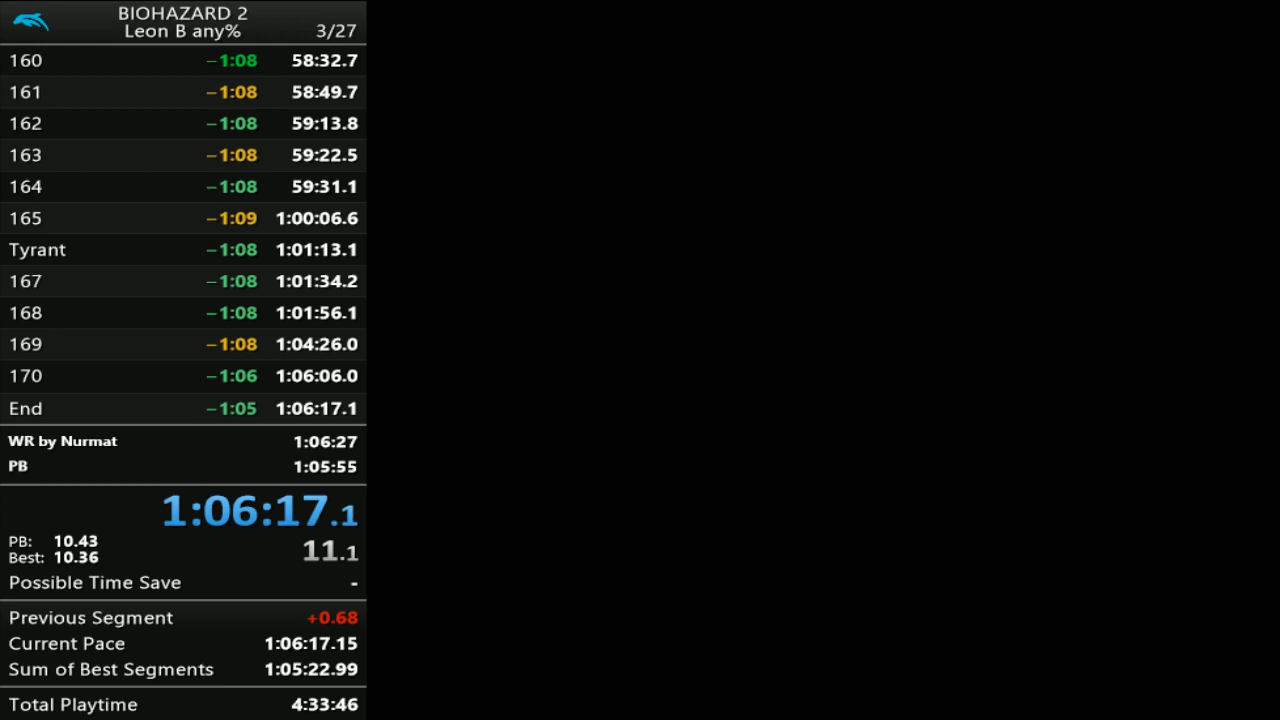 BIOHAZARD 2
Leon B any% 3/27
160 −1:08 58:32.7
161 −1:08 58:49.7
162 −1:08 59:13.8
163 −1:08 59:22.5
164 −1:08 59:31.1
165 −1:09 1:00:06.6
Tyrant −1:08 1:01:13.1
167 −1:08 1:01:34.2
168 −1:08 1:01:56.1
169 −1:08 1:04:26.0
170 −1:06 1:06:06.0
End −1:05 1:06:17.1
WR by Nurmat 1:06:27
PB 1:05:55
1:06:17.1
PB: 10.43
Best: 10.36
11.1
Possible Time Save -
Previous Segment +0.68
Current Pace 1:06:17.15
Sum of Best Segments 1:05:22.99
Total Playtime 4:33:46